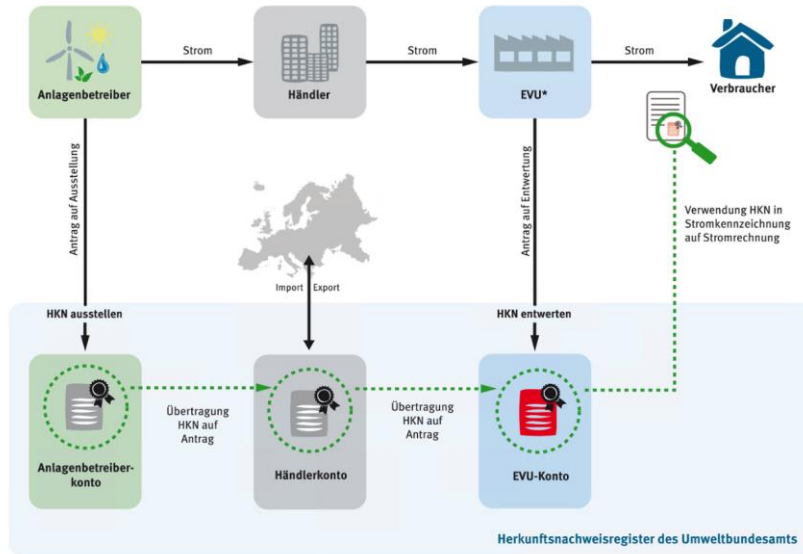 Strom
Strom
Strom
Anlagenbetreiber
Händler
EVU*
Verbraucher
Antrag auf Ausstellung
Antrag auf Entwertung
Verwendung HKN in
Stromkennzeichnung
auf Stromrechnung
Import
Export
HKN ausstellen
HKN entwerten
Übertragung
HKN auf
Antrag
Übertragung
HKN auf
Antrag
Anlagenbetreiber-
konto
Händlerkonto
EVU-Konto
Herkunftsnachweisregister des Umweltbundesamts